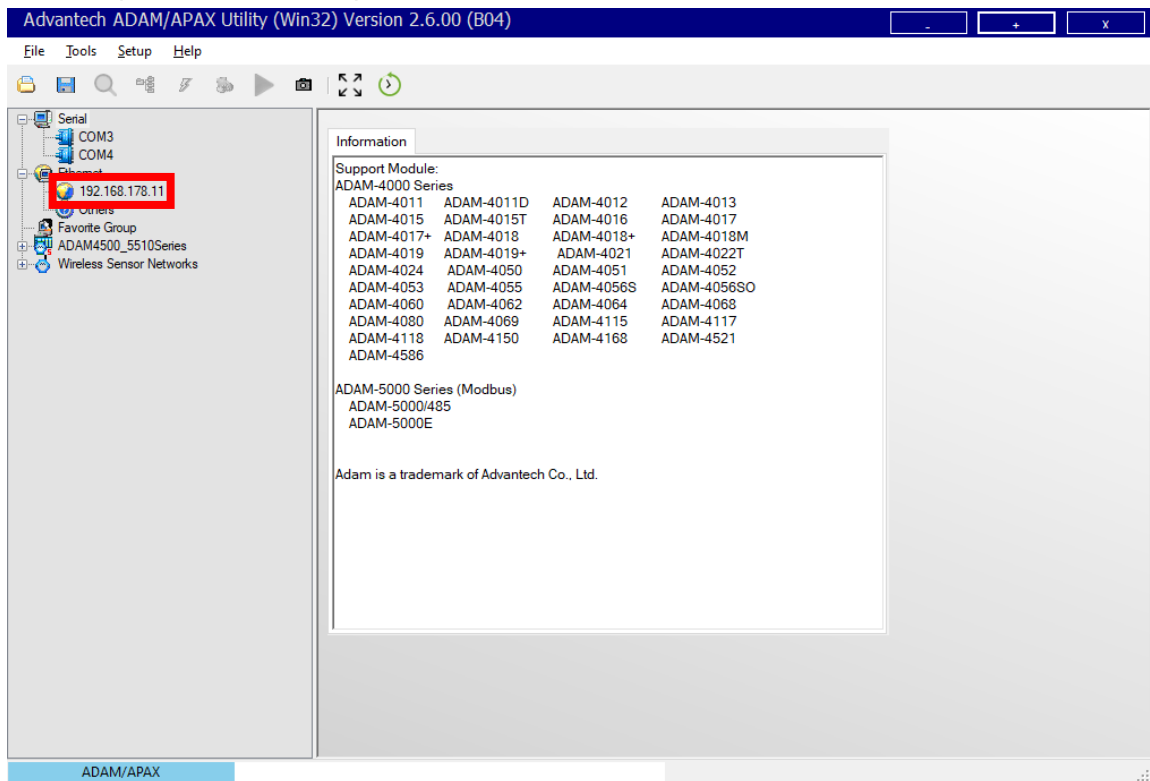 Advantech ADAM/APAX Utility (Win32) Version 2.6.00 (B04) - + x
File Tools Setup Help
Serial
COM3
COM4
Ethernet
192.168.178.11
Others
Favorite Group
ADAM4500_5510Series
Wireless Sensor Networks
Information
Support Module:
ADAM-4000 Series
ADAM-4011 ADAM-4011D ADAM-4012 ADAM-4013
ADAM-4015 ADAM-4015T ADAM-4016 ADAM-4017
ADAM-4017+ ADAM-4018 ADAM-4018+ ADAM-4018M
ADAM-4019 ADAM-4019+ ADAM-4021 ADAM-4022T
ADAM-4024 ADAM-4050 ADAM-4051 ADAM-4052
ADAM-4053 ADAM-4055 ADAM-4056S ADAM-4056SO
ADAM-4060 ADAM-4062 ADAM-4064 ADAM-4068
ADAM-4080 ADAM-4069 ADAM-4115 ADAM-4117
ADAM-4118 ADAM-4150 ADAM-4168 ADAM-4521
ADAM-4586
ADAM-5000 Series (Modbus)
ADAM-5000/485
ADAM-5000E
Adam is a trademark of Advantech Co., Ltd.
ADAM/APAX